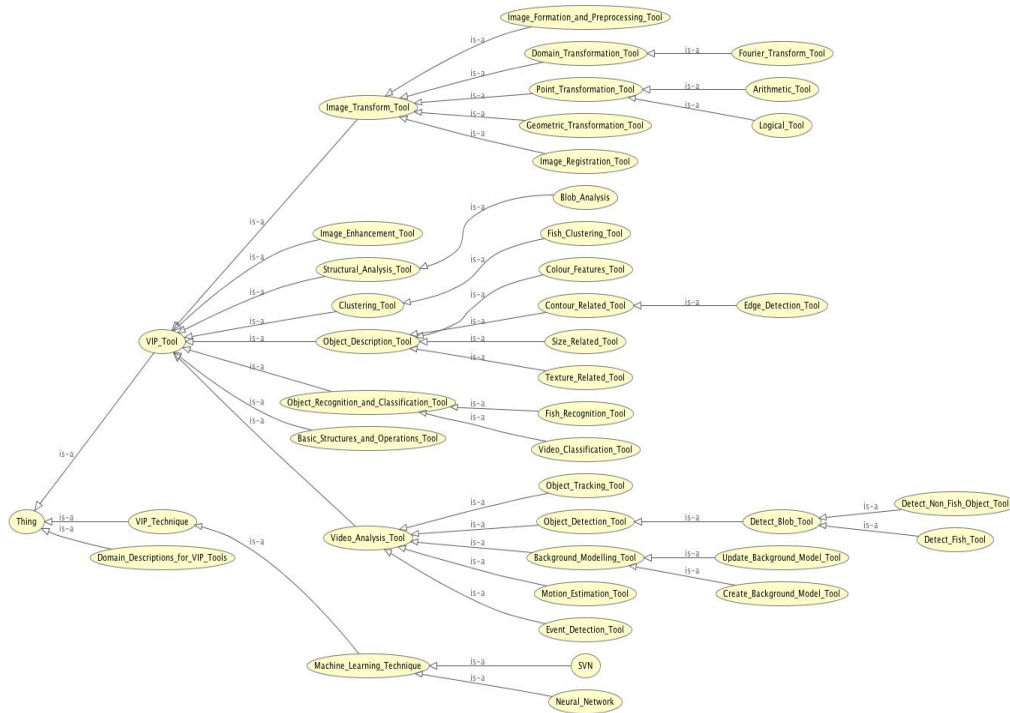 Image_Formation_and_Preprocessing_Tool
is-a
Domain_Transformation_Tool
is-a
Fourier_Transform_Tool
is-a
Point_Transformation_Tool
is-a
Arithmetic_Tool
is-a
Image_Transform_Tool
is-a
Geometric_Transformation_Tool
is-a
Logical_Tool
is-a
Image_Registration_Tool
is-a
Blob_Analysis
is-a
is-a
Image_Enhancement_Tool
is-a
Fish_Clustering_Tool
is-a
Structural_Analysis_Tool
is-a
Colour_Features_Tool
is-a
Clustering_Tool
is-a
Contour_Related_Tool
is-a
Edge_Detection_Tool
is-a
VIP_Tool
is-a
Object_Description_Tool
is-a
Size_Related_Tool
is-a
Texture_Related_Tool
is-a
Object_Recognition_and_Classification_Tool
is-a
Fish_Recognition_Tool
is-a
Basic_Structures_and_Operations_Tool
is-a
Video_Classification_Tool
is-a
is-a
Object_Tracking_Tool
is-a
Detect_Non_Fish_Object_Tool
is-a
Thing
is-a
VIP_Technique
is-a
Object_Detection_Tool
is-a
Detect_Blob_Tool
is-a
Detect_Fish_Tool
is-a
Video_Analysis_Tool
is-a
Domain_Descriptions_for_VIP_Tools
is-a
Background_Modelling_Tool
is-a
Update_Background_Model_Tool
is-a
Motion_Estimation_Tool
is-a
Create_Background_Model_Tool
is-a
Event_Detection_Tool
Machine_Learning_Technique
is-a
SVN
is-a
Neural_Network